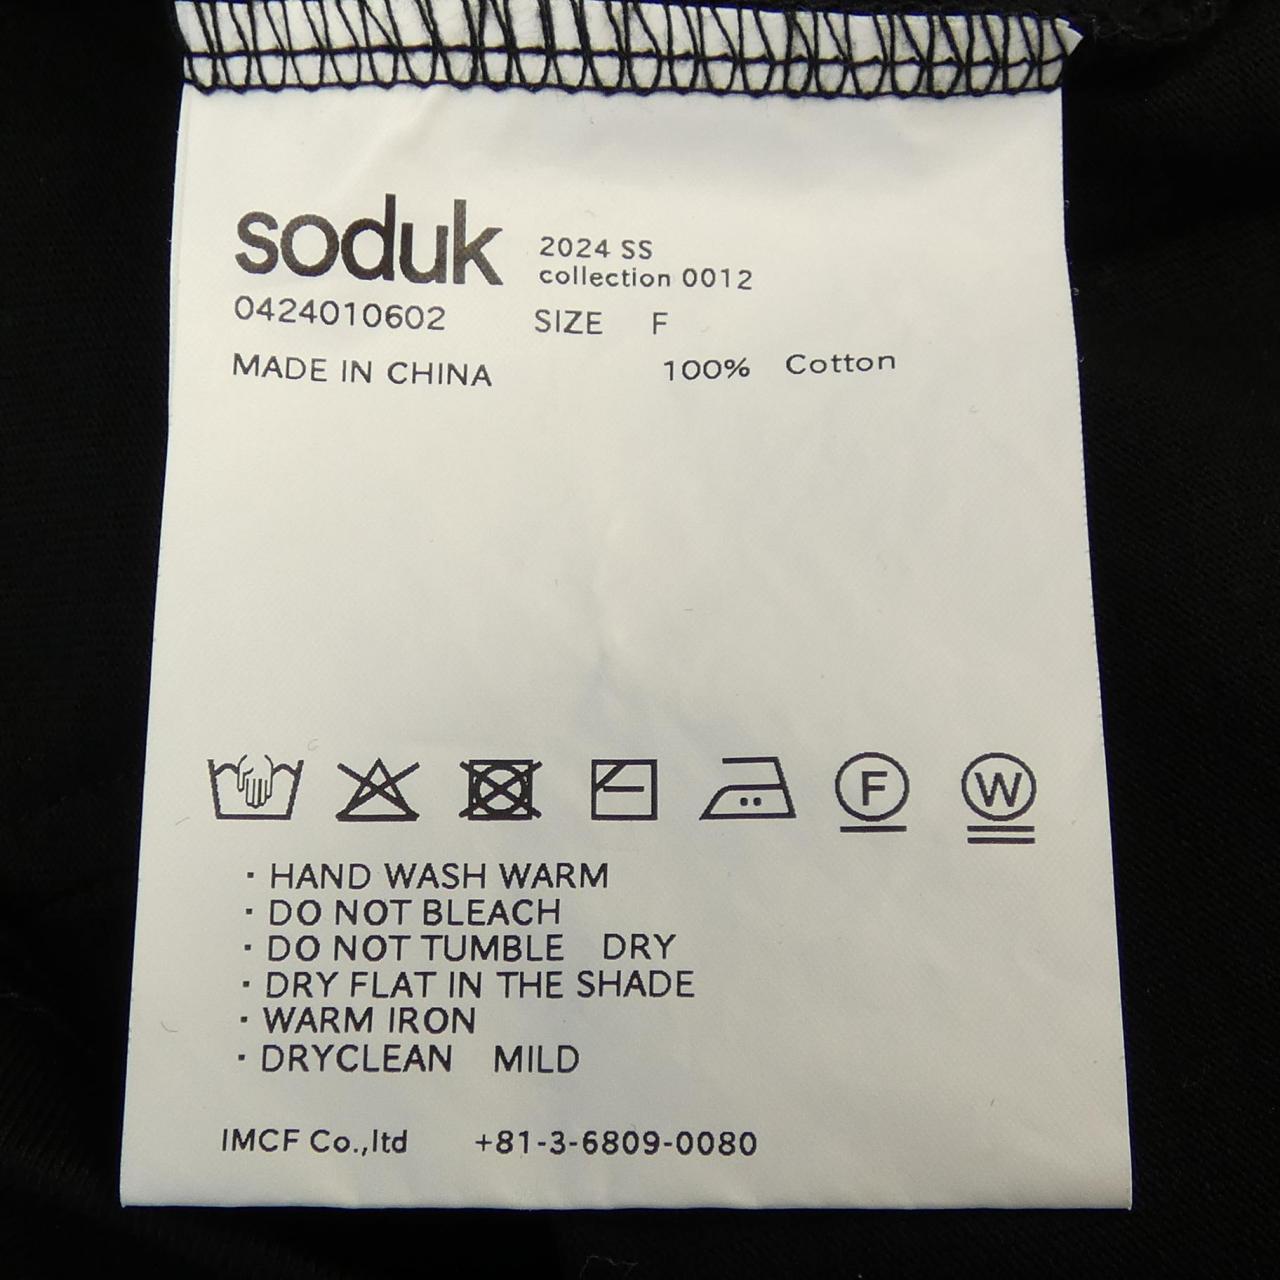 soduk 2024 SS
collection 0012
0424010602 SIZE F
MADE IN CHINA 100% Cotton
F W
· HAND WASH WARM
· DO NOT BLEACH
· DO NOT TUMBLE DRY
· DRY FLAT IN THE SHADE
· WARM IRON
· DRYCLEAN MILD
IMCF Co.,ltd +81-3-6809-0080